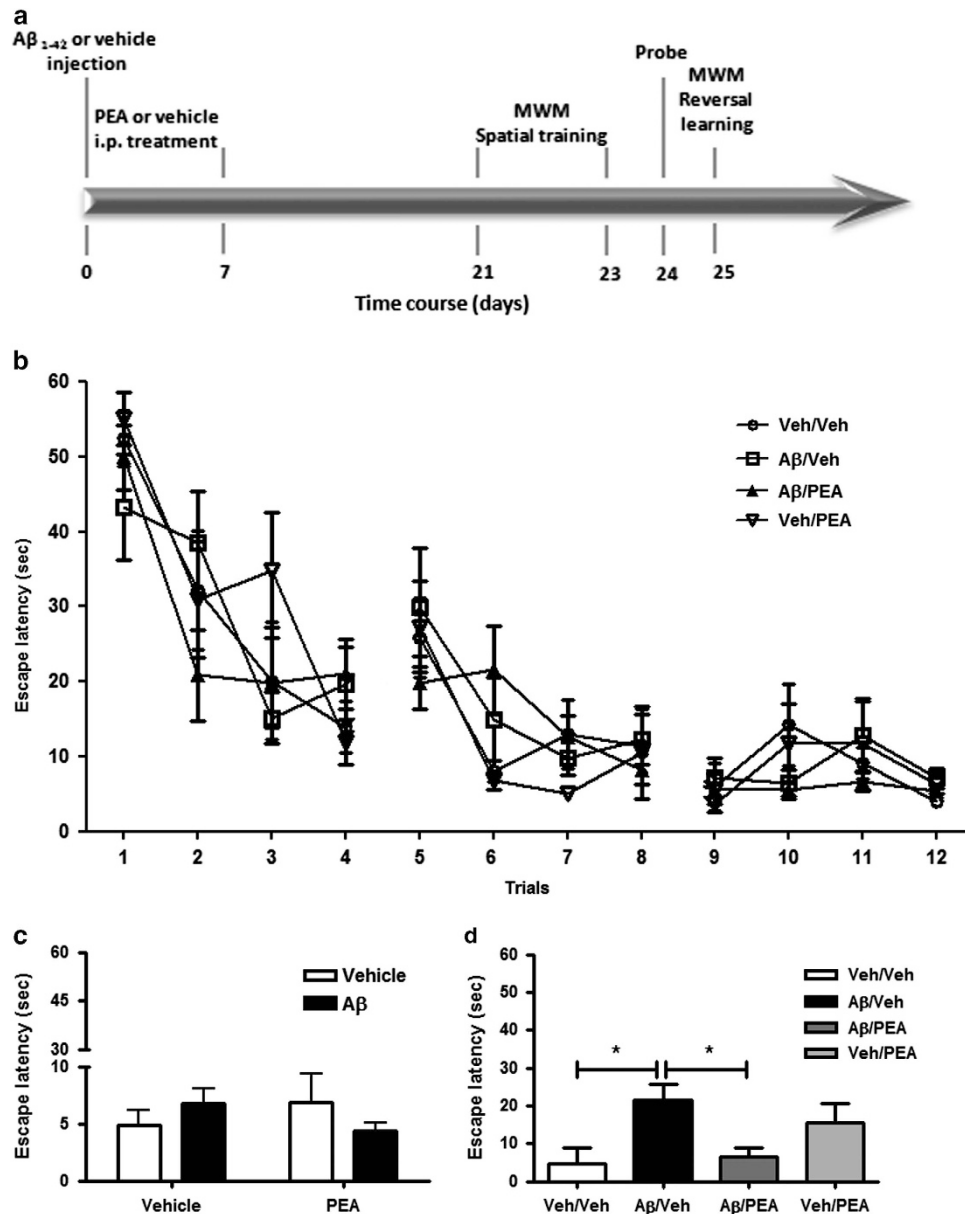 a
Aβ 1-42 or vehicle
injection
PEA or vehicle
i.p. treatment
MWM
Spatial training
Probe
MWM
Reversal
learning
0 7 21 23 24 25
Time course (days)
b
60
50
40
30
20
10
0
Escape latency (sec)
Veh/Veh
Aβ/Veh
Aβ/PEA
Veh/PEA
1 2 3 4 5 6 7 8 9 10 11 12
Trials
c
60
45
30
10
5
0
Escape latency (sec)
Vehicle
Aβ
Vehicle PEA
d
60
50
40
30
20
10
0
Escape latency (sec)
Veh/Veh
Aβ/Veh
Aβ/PEA
Veh/PEA
* *
Veh/Veh Aβ/Veh Aβ/PEA Veh/PEA